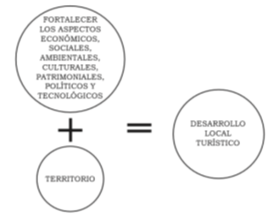 FORTALECER
LOS ASPECTOS
ECONÓMICOS,
SOCIALES,
AMBIENTALES,
CULTURALES,
PATRIMONIALES,
POLÍTICOS Y
TECNOLÓGICOS
+
TERRITORIO
=
DESARROLLO
LOCAL
TURÍSTICO